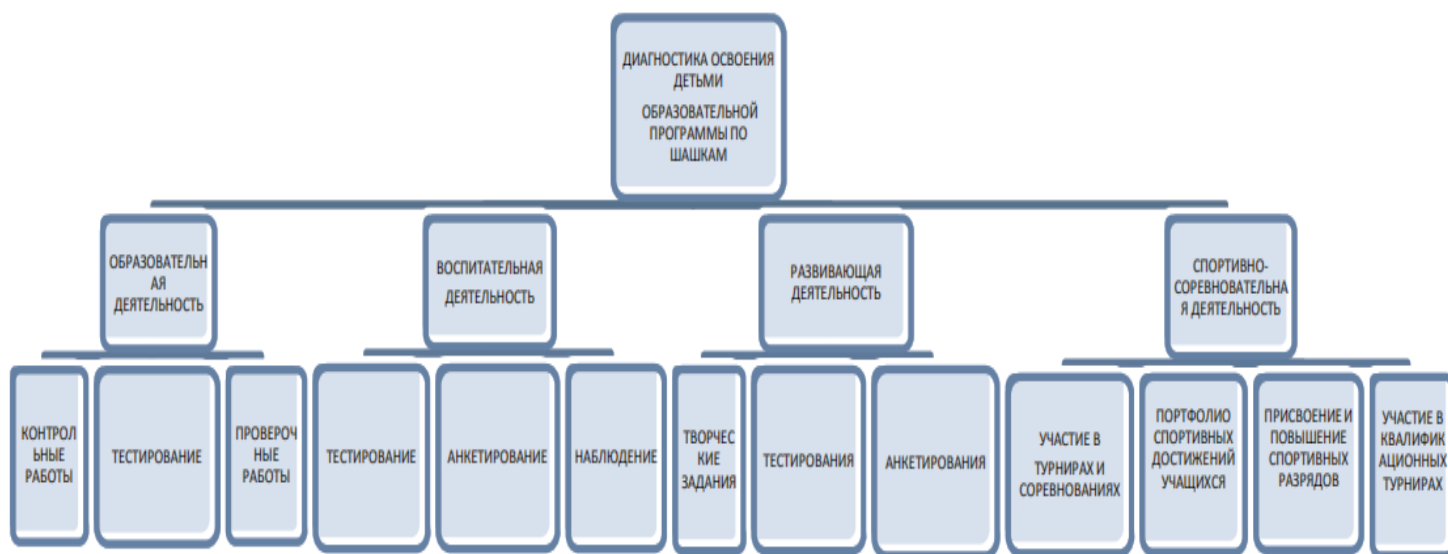 ДИАГНОСТИКА ОСВОЕНИЯ
ДЕТЬМИ
ОБРАЗОВАТЕЛЬНОЙ
ПРОГРАММЫ ПО
ШАШКАМ
ОБРАЗОВАТЕЛЬН
АЯ
ДЕЯТЕЛЬНОСТЬ
ВОСПИТАТЕЛЬНАЯ
ДЕЯТЕЛЬНОСТЬ
РАЗВИВАЮЩАЯ
ДЕЯТЕЛЬНОСТЬ
СПОРТИВНО-
СОРЕВНОВАТЕЛЬНА
Я ДЕЯТЕЛЬНОСТЬ
КОНТРОЛ
ЬНЫЕ
РАБОТЫ
ТЕСТИРОВАНИЕ
ПРОВЕРОЧ
НЫЕ
РАБОТЫ
ТЕСТИРОВАНИЕ
АНКЕТИРОВАНИЕ
НАБЛЮДЕНИЕ
ТВОРЧЕС
КИЕ
ЗАДАНИЯ
ТЕСТИРОВАНИЯ
АНКЕТИРОВАНИЯ
УЧАСТИЕ В
ТУРНИРАХ И
СОРЕВНОВАНИЯХ
ПОРТФОЛИО
СПОРТИВНЫХ
ДОСТИЖЕНИЙ
УЧАЩИХСЯ
ПРИСВОЕНИЕ И
ПОВЫШЕНИЕ
СПОРТИВНЫХ
РАЗРЯДОВ
УЧАСТИЕ В
КВАЛИФИК
АЦИОННЫХ
ТУРНИРАХ